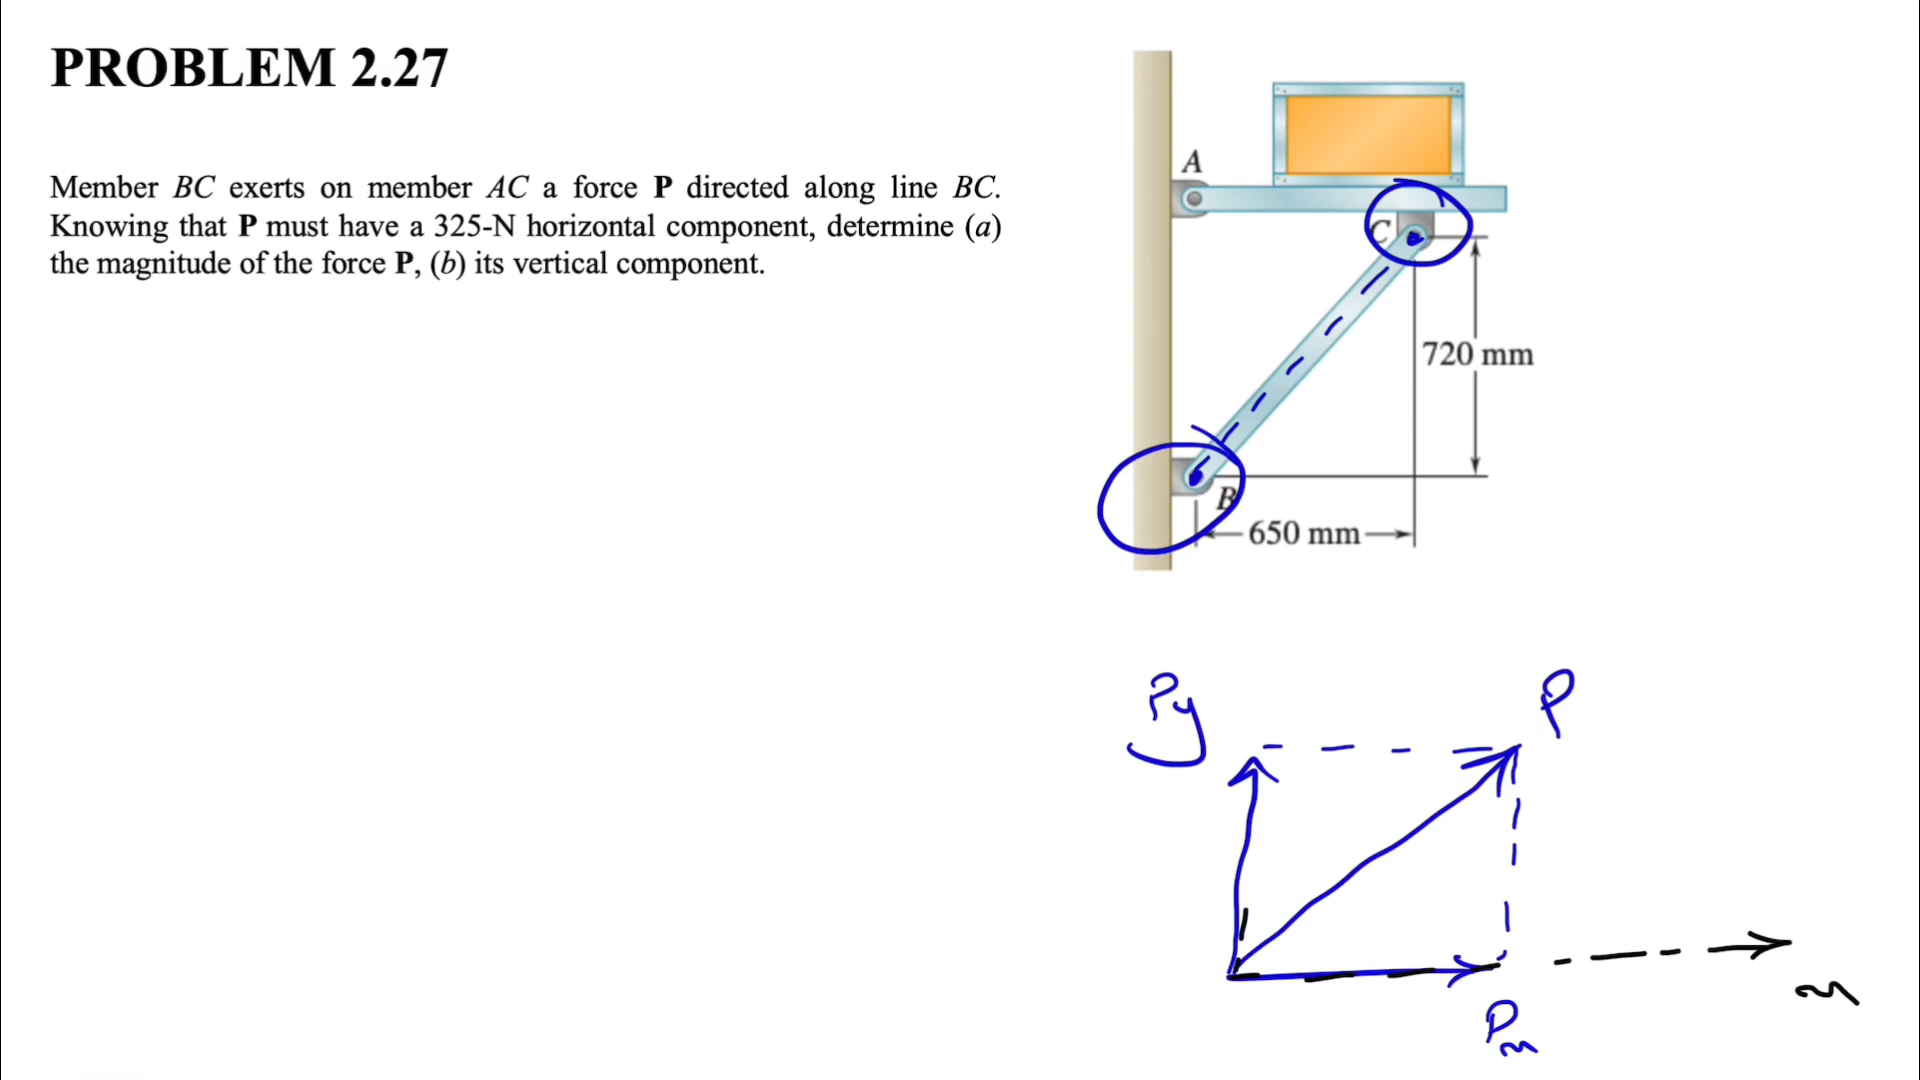 PROBLEM 2.27
Member BC exerts on member AC a force P directed along line BC.
Knowing that P must have a 325-N horizontal component, determine (a)
the magnitude of the force P, (b) its vertical component.
A
C
720 mm
B
650 mm
Py
P
x
Px